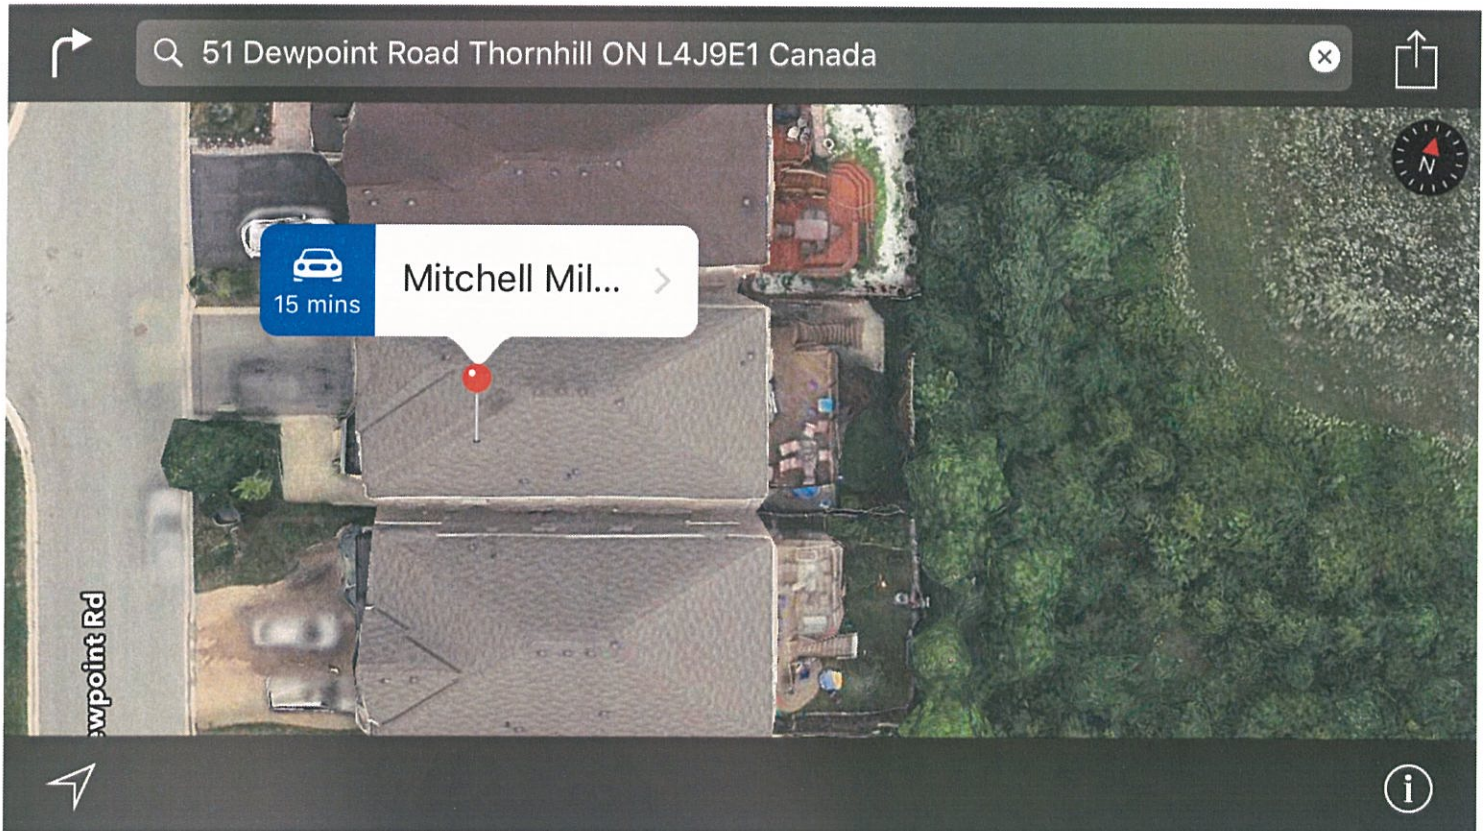 51 Dewpoint Road Thornhill ON L4J9E1 Canada
N
Mitchell Mil...
15 mins
ewpoint Rd